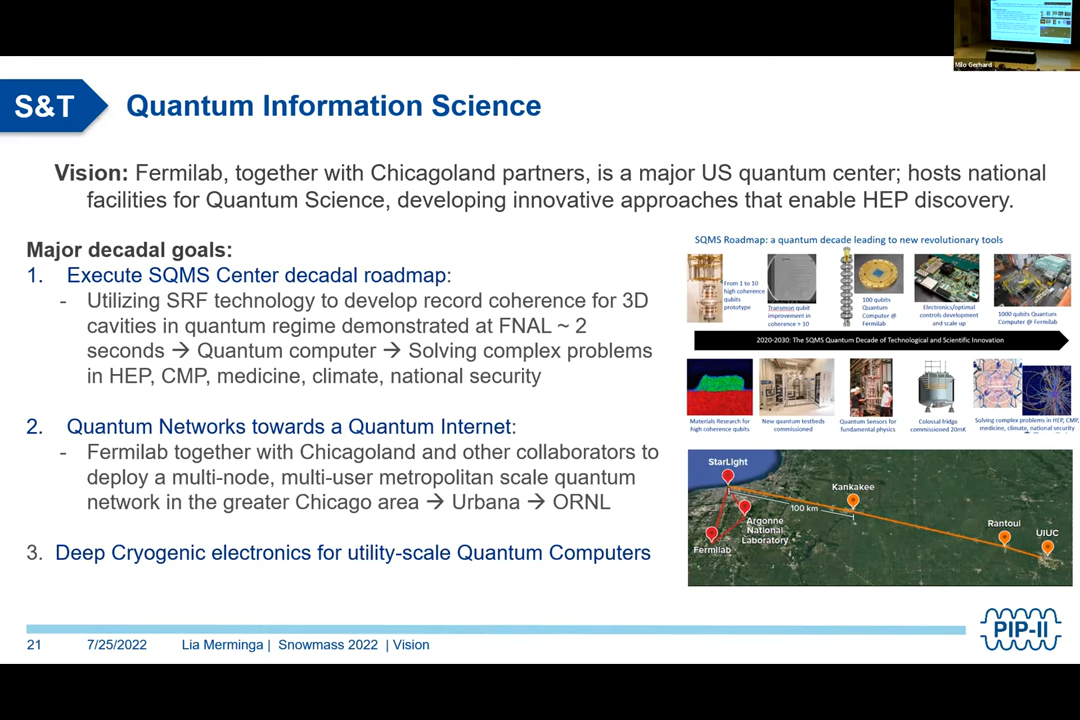 Milo Gerhard
S&T
Quantum Information Science
Vision: Fermilab, together with Chicagoland partners, is a major US quantum center; hosts national
facilities for Quantum Science, developing innovative approaches that enable HEP discovery.
Major decadal goals:
1. Execute SQMS Center decadal roadmap:
- Utilizing SRF technology to develop record coherence for 3D
cavities in quantum regime demonstrated at FNAL ~ 2
seconds → Quantum computer → Solving complex problems
in HEP, CMP, medicine, climate, national security
2. Quantum Networks towards a Quantum Internet:
- Fermilab together with Chicagoland and other collaborators to
deploy a multi-node, multi-user metropolitan scale quantum
network in the greater Chicago area → Urbana → ORNL
3. Deep Cryogenic electronics for utility-scale Quantum Computers
SQMS Roadmap: a quantum decade leading to new revolutionary tools
From 1 to 10
high coherence
qubits
prototype
Transmon qubit
improvement in
coherence > 10
100 qubits
Quantum
Computer @
Fermilab
Electronics/optimal
controls development
and scale up
1000 qubits Quantum
Computer @ Fermilab
2020-2030: The SQMS Quantum Decade of Technological and Scientific Innovation
Materials Research for
high coherence qubits
New quantum testbeds
commissioned
Quantum Sensors for
fundamental physics
Colossal fridge
commissioned 20mK
Solving complex problems in HEP, CMP,
medicine, climate, national security
StarLight
Kankakee
100 km
Argonne
National
Laboratory
Fermilab
Rantoul
UIUC
21 7/25/2022 Lia Merminga | Snowmass 2022 | Vision
PIP-II